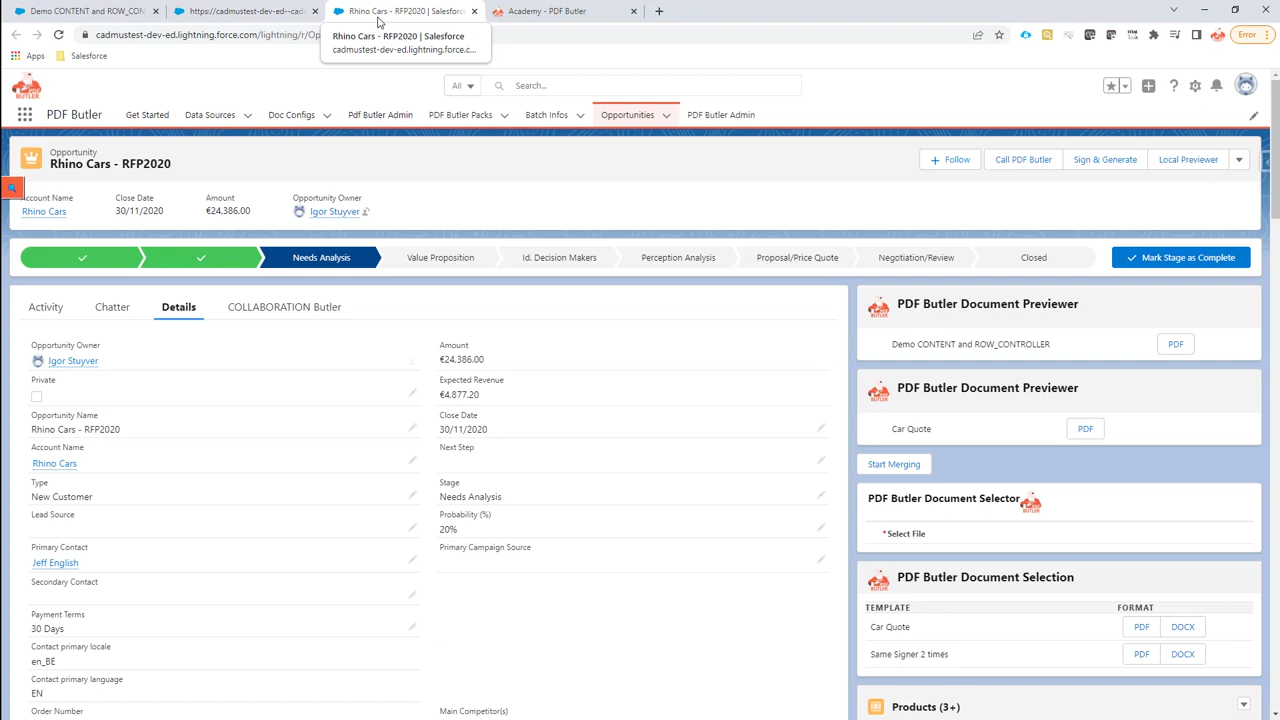 Demo CONTENT and ROW_CONT
https://cadmustest-dev-ed--cadm
Rhino Cars - RFP2020 | Salesforc
Academy - PDF Butler
cadmustest-dev-ed.lightning.force.com/lightning/r/Op
Error
Rhino Cars - RFP2020 | Salesforce
cadmustest-dev-ed.lightning.force.c...
Apps
Salesforce
PDF BUTLER
All
Search...
PDF Butler
Get Started
Data Sources
Doc Configs
Pdf Butler Admin
PDF Butler Packs
Batch Infos
Opportunities
PDF Butler Admin
Opportunity
Rhino Cars - RFP2020
Follow
Call PDF Butler
Sign & Generate
Local Previewer
Account Name
Close Date
Amount
Opportunity Owner
Rhino Cars
30/11/2020
€24,386.00
Igor Stuyver
Needs Analysis
Value Proposition
Id. Decision Makers
Perception Analysis
Proposal/Price Quote
Negotiation/Review
Closed
Mark Stage as Complete
Activity
Chatter
Details
COLLABORATION Butler
Opportunity Owner
Igor Stuyver
Amount
€24,386.00
Private
Expected Revenue
€4,877.20
Opportunity Name
Rhino Cars - RFP2020
Close Date
30/11/2020
Account Name
Rhino Cars
Next Step
Type
New Customer
Stage
Needs Analysis
Lead Source
Probability (%)
20%
Primary Contact
Jeff English
Primary Campaign Source
Secondary Contact
Payment Terms
30 Days
Contact primary locale
en_BE
Contact primary language
EN
Order Number
Main Competitor(s)
PDF Butler Document Previewer
Demo CONTENT and ROW_CONTROLLER
PDF
PDF Butler Document Previewer
Car Quote
PDF
Start Merging
PDF Butler Document Selector
*Select File
PDF Butler Document Selection
TEMPLATE
FORMAT
Car Quote
PDF
DOCX
Same Signer 2 times
PDF
DOCX
Products (3+)